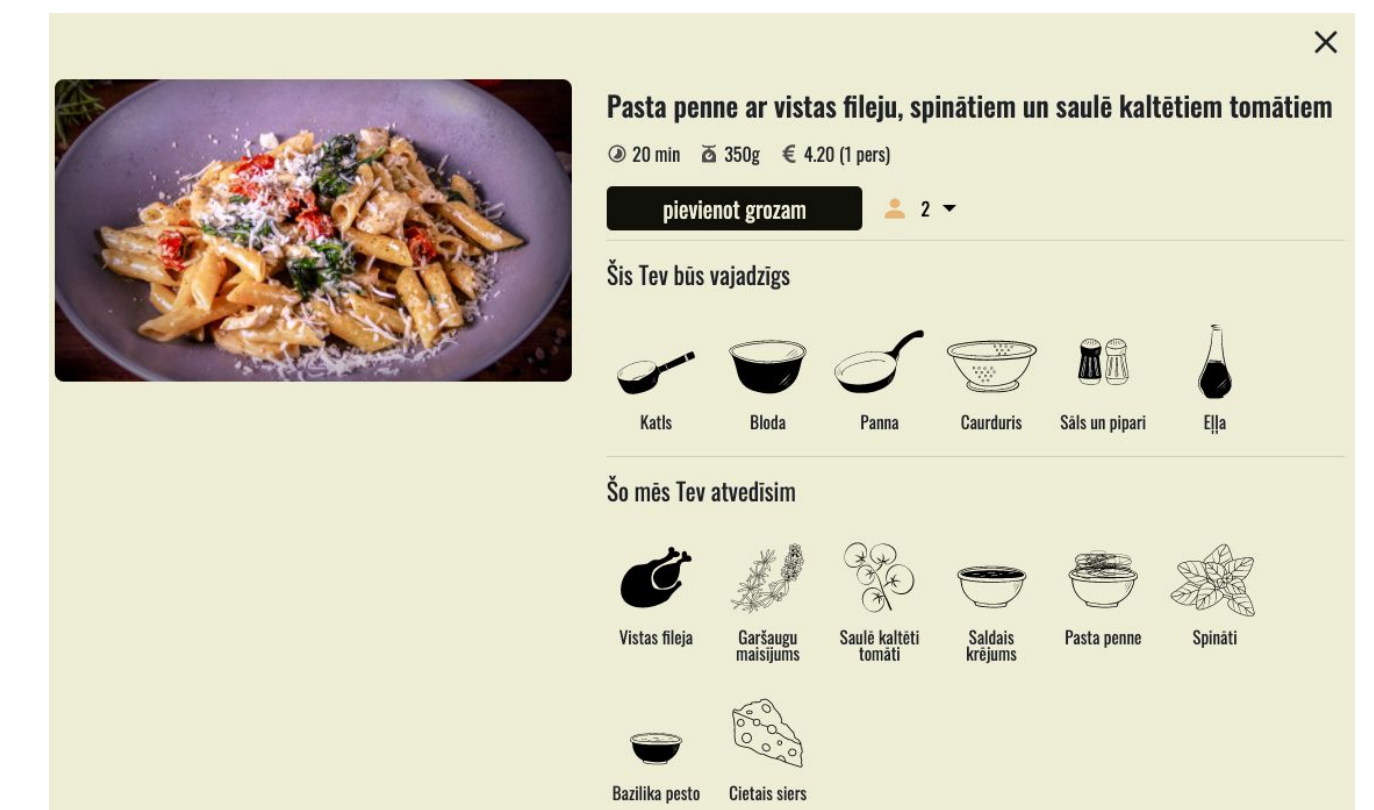 Pasta penne ar vistas fileju, spinātiem un saulē kaltētiem tomātiem
20 min 350g € 4.20 (1 pers)
pievienot grozam 2
Šis Tev būs vajadzīgs
Katls Bloda Panna Caurduris Sāls un pipari Eļļa
Šo mēs Tev atvedīsim
Vistas fileja Garšaugu maisījums Saulē kaltēti tomāti Saldais krējums Pasta penne Spināti
Bazilika pesto Cietais siers